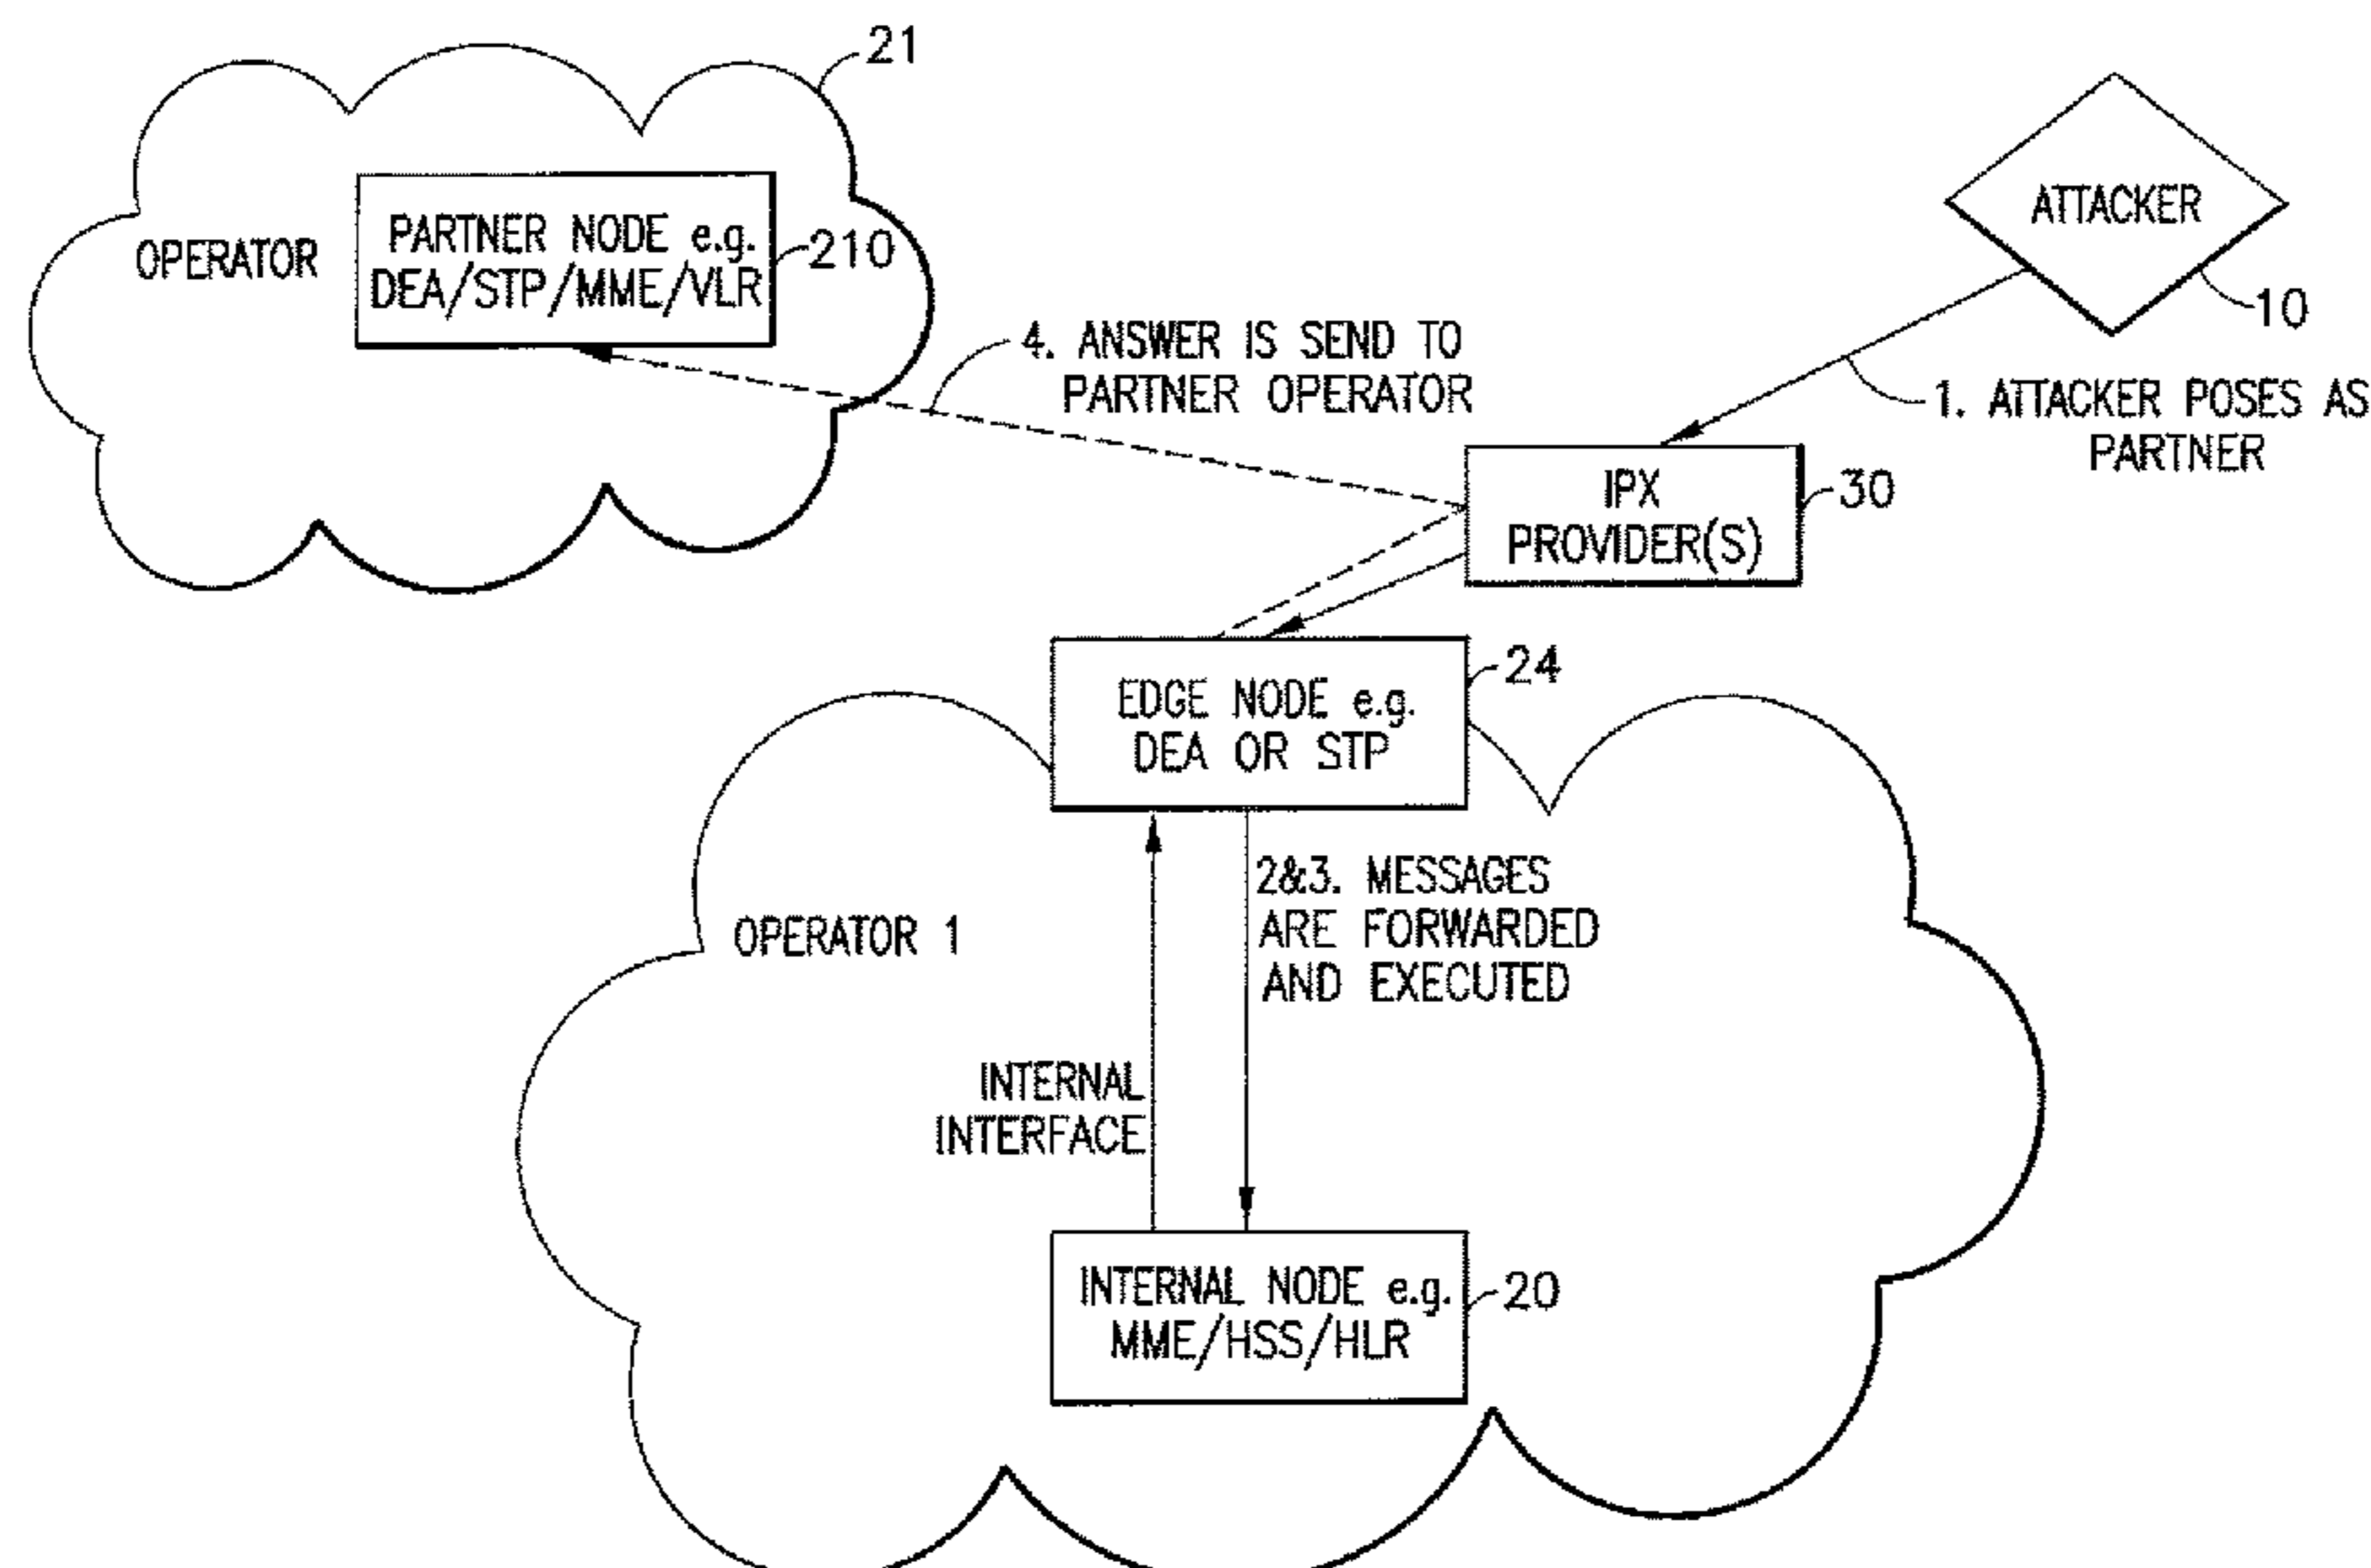 21
ATTACKER
10
OPERATOR
PARTNER NODE e.g.
DEA/STP/MME/VLR
210
4. ANSWER IS SEND TO
PARTNER OPERATOR
1. ATTACKER POSES AS
PARTNER
IPX
PROVIDER(S)
30
EDGE NODE e.g.
DEA OR STP
24
OPERATOR 1
2&3. MESSAGES
ARE FORWARDED
AND EXECUTED
INTERNAL
INTERFACE
INTERNAL NODE e.g.
MME/HSS/HLR
20